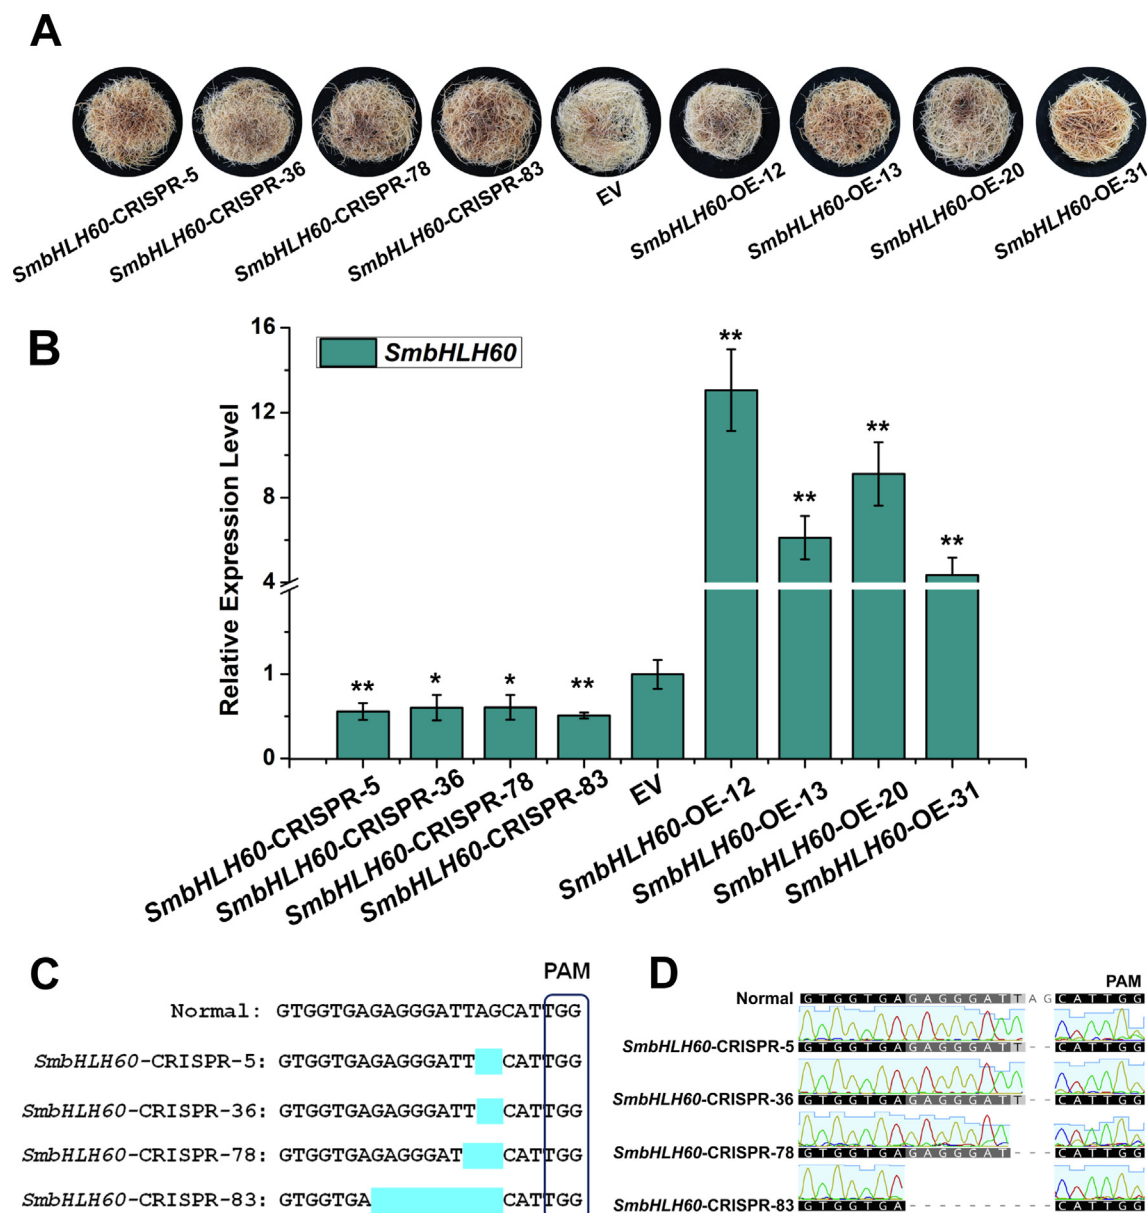 A
SmbHLH60-CRISPR-5
SmbHLH60-CRISPR-36
SmbHLH60-CRISPR-78
SmbHLH60-CRISPR-83
EV
SmbHLH60-OE-12
SmbHLH60-OE-13
SmbHLH60-OE-20
SmbHLH60-OE-31
B
SmbHLH60
Relative Expression Level
16
12
8
4
1
0
**
*
*
**
**
**
**
**
SmbHLH60-CRISPR-5
SmbHLH60-CRISPR-36
SmbHLH60-CRISPR-78
SmbHLH60-CRISPR-83
EV
SmbHLH60-OE-12
SmbHLH60-OE-13
SmbHLH60-OE-20
SmbHLH60-OE-31
C
PAM
Normal: GTGGTGAGAGGGATTAGCATTGG
SmbHLH60-CRISPR-5: GTGGTGAGAGGGATT CATTGG
SmbHLH60-CRISPR-36: GTGGTGAGAGGGATT CATTGG
SmbHLH60-CRISPR-78: GTGGTGAGAGGGAT CATTGG
SmbHLH60-CRISPR-83: GTGGTGA CATTGG
D
PAM
Normal GTGGTGAGAGGGATTAGCATTGG
SmbHLH60-CRISPR-5 GTGGTGAGAGGGATT--CATTGG
SmbHLH60-CRISPR-36 GTGGTGAGAGGGATT--CATTGG
SmbHLH60-CRISPR-78 GTGGTGAGAGGGAT---CATTGG
SmbHLH60-CRISPR-83 GTGGTGA----------CATTGG